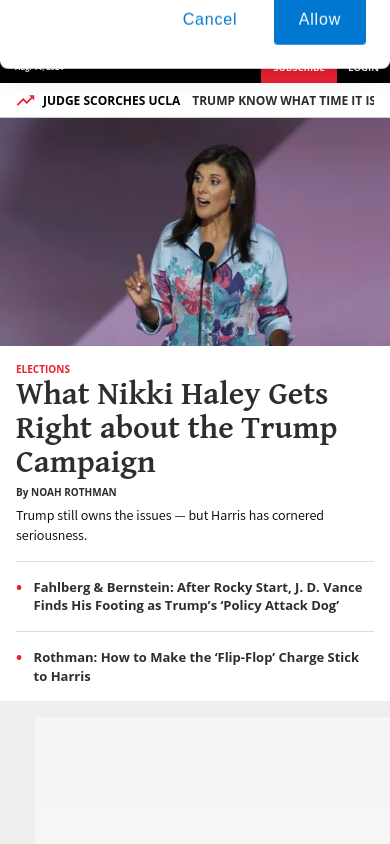 Cancel
Allow
SUBSCRIBE
LOGIN
JUDGE SCORCHES UCLA
TRUMP KNOW WHAT TIME IT IS
ELECTIONS
What Nikki Haley Gets
Right about the Trump
Campaign
By NOAH ROTHMAN
Trump still owns the issues — but Harris has cornered
seriousness.
• Fahlberg & Bernstein: After Rocky Start, J. D. Vance
Finds His Footing as Trump’s ‘Policy Attack Dog’
• Rothman: How to Make the ‘Flip-Flop’ Charge Stick
to Harris